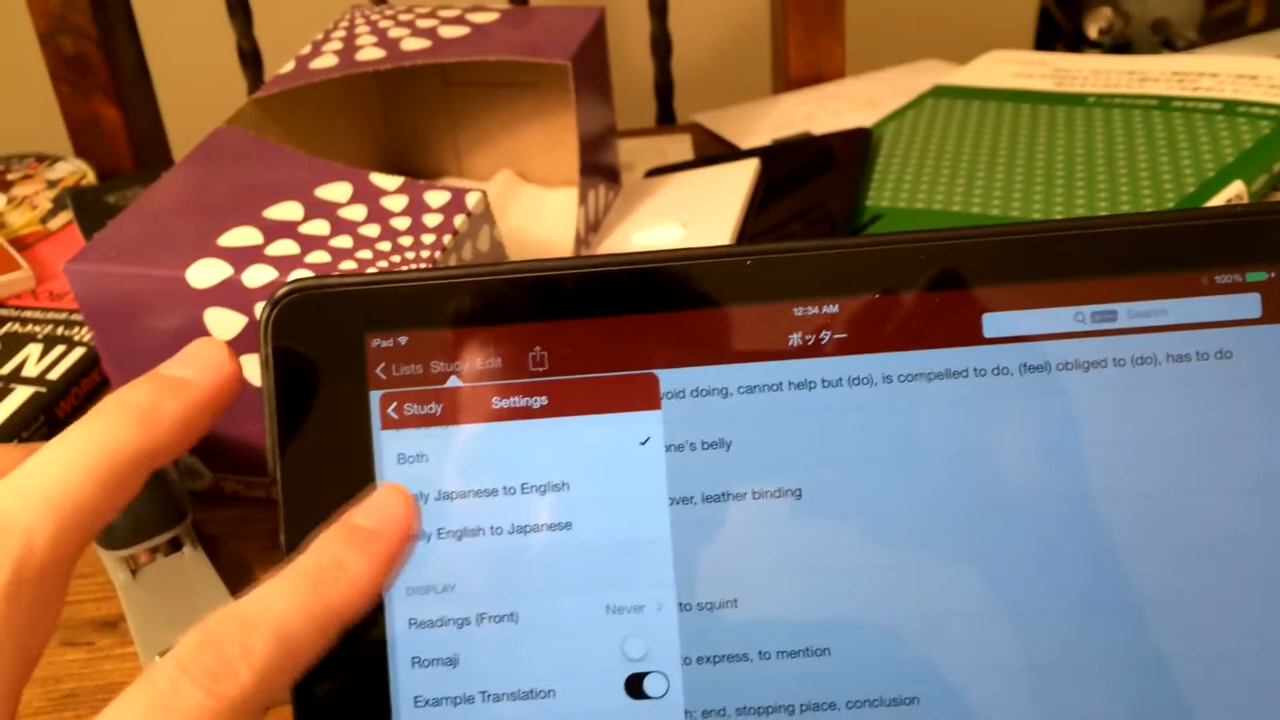 iPad
12:34 AM
100%
Lists
Study
Edit
ポッター
Search
Study
Settings
Both
Japanese to English
English to Japanese
DISPLAY
Readings (Front)
Never
Romaji
Example Translation
void doing, cannot help but (do), is compelled to do, (feel) obliged to (do), has to do
one's belly
over, leather binding
to squint
to express, to mention
h; end, stopping place, conclusion
IN
Revised